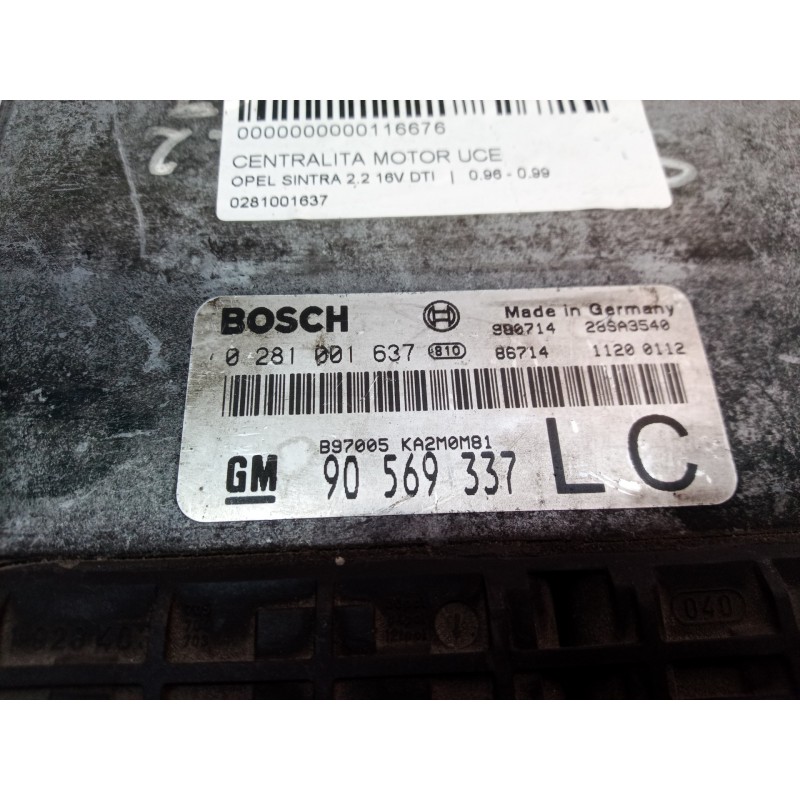 0000000000116676
CENTRALITA MOTOR UCE
OPEL SINTRA 2.2 16V DTI | 0.96 - 0.99
0281001637
BOSCH
Made in Germany
0 281 001 637 810
980714 28SA3540
86714 1120 0112
B97005 KA2M0M81
GM 90 569 337 LC
040